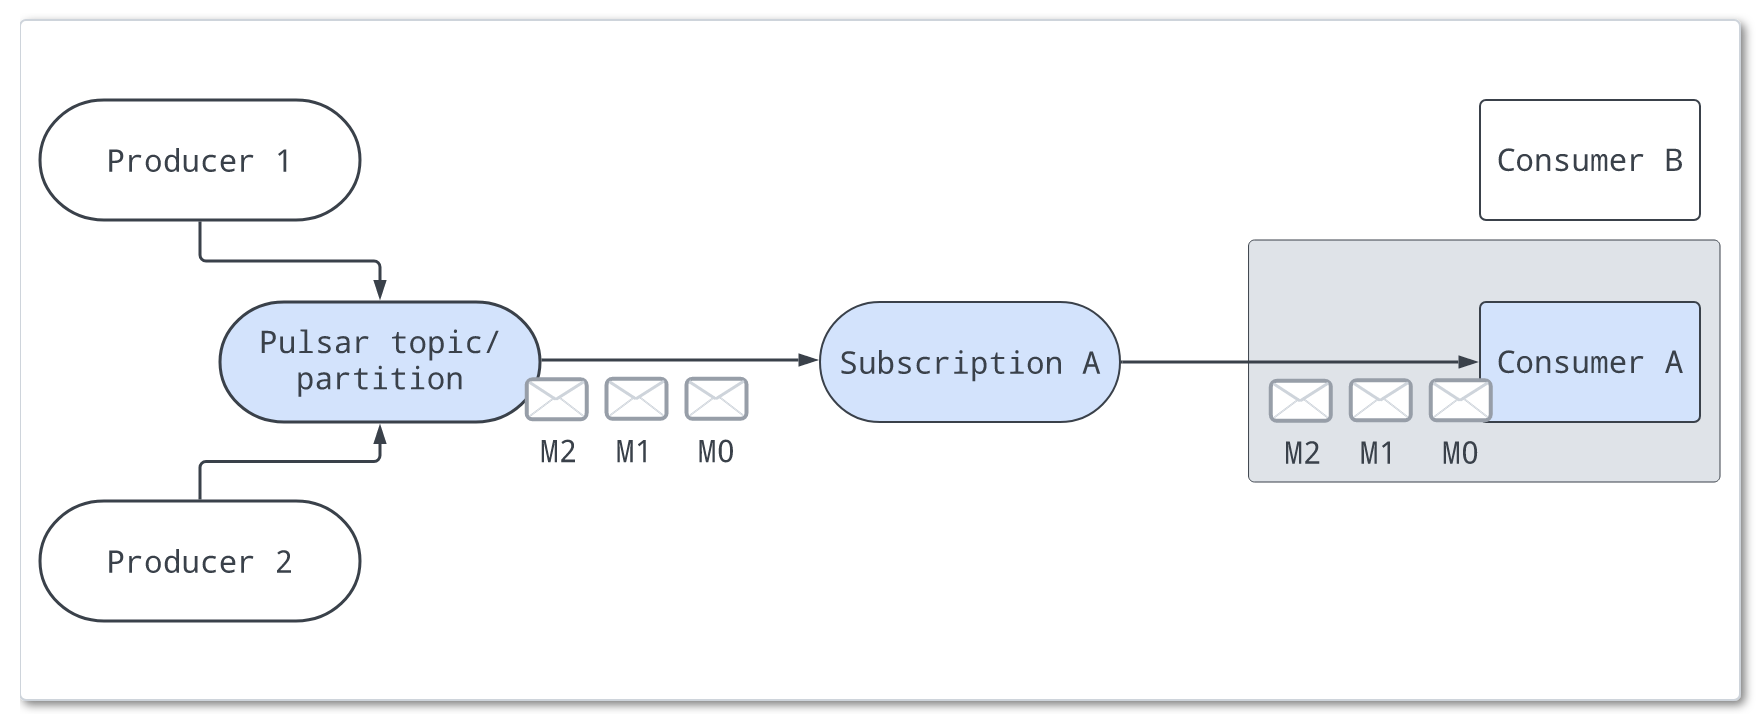 Producer 1
Consumer B
Pulsar topic/
partition
Subscription A
Consumer A
M2 M1 M0
M2 M1 M0
Producer 2